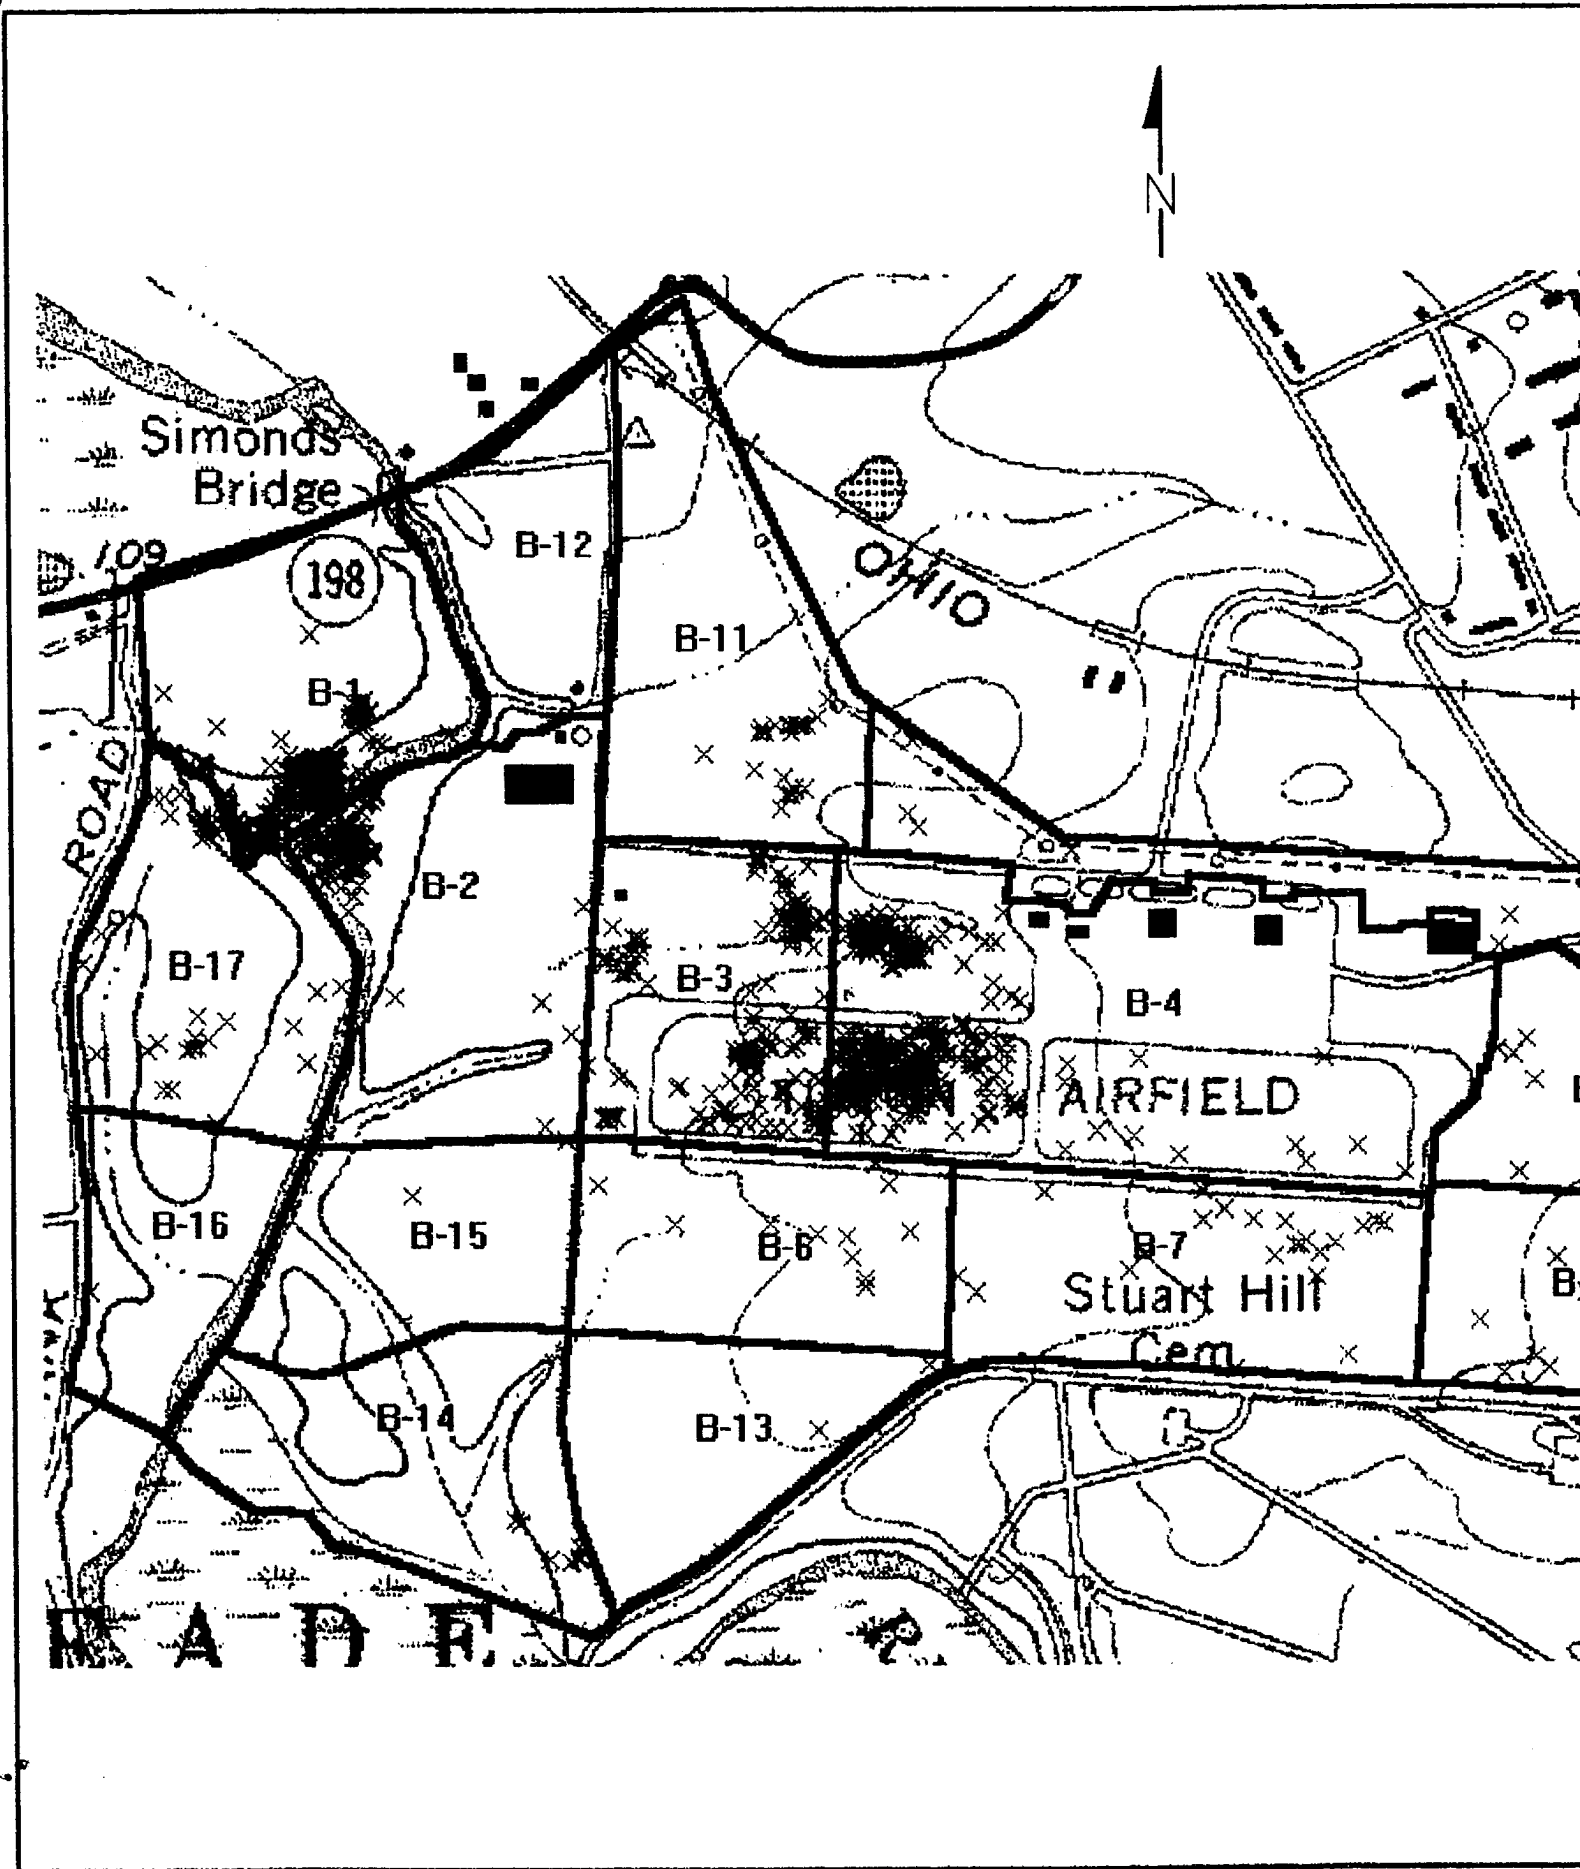 N
Simonds
Bridge
109
198
B-12
OHIO
B-11
B-1
ROAD
B-2
B-17
B-3
B-4
AIRFIELD
B-16
B-15
B-6
B-7
Stuart Hill
Cem
B-14
B-13